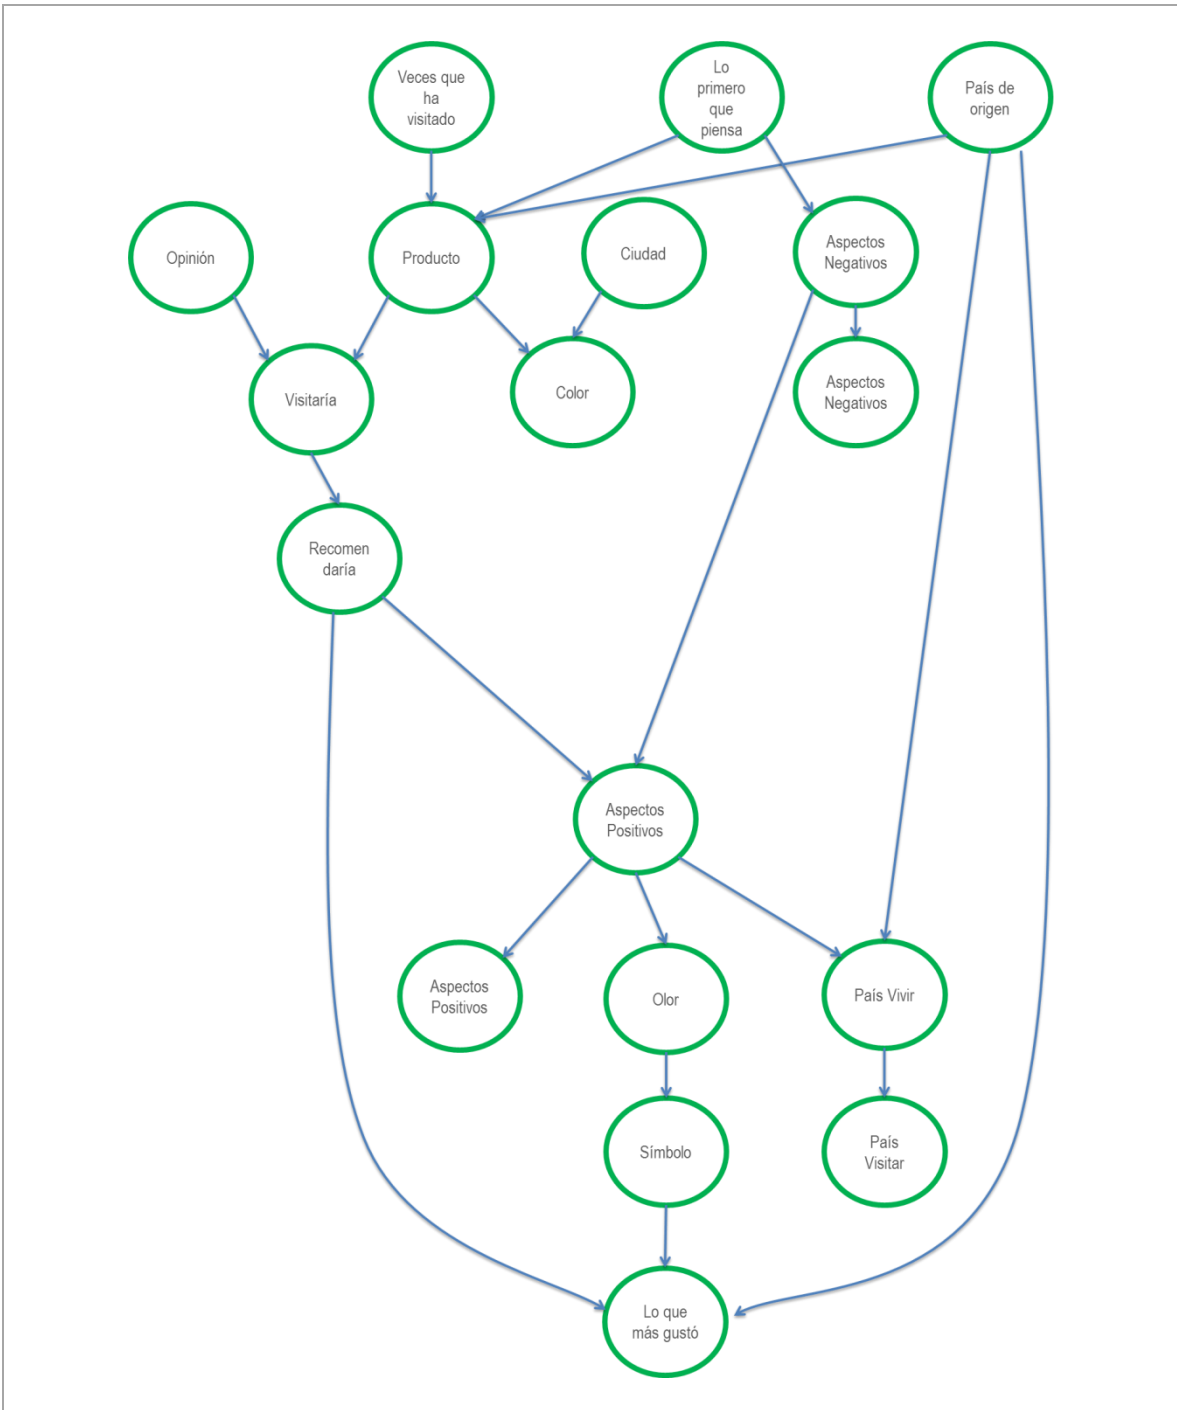 Veces que
ha
visitado
Lo
primero
que
piensa
País de
origen
Opinión
Producto
Ciudad
Aspectos
Negativos
Visitaría
Color
Aspectos
Negativos
Recomen
daría
Aspectos
Positivos
Aspectos
Positivos
Olor
País Vivir
Símbolo
País
Visitar
Lo que
más gustó